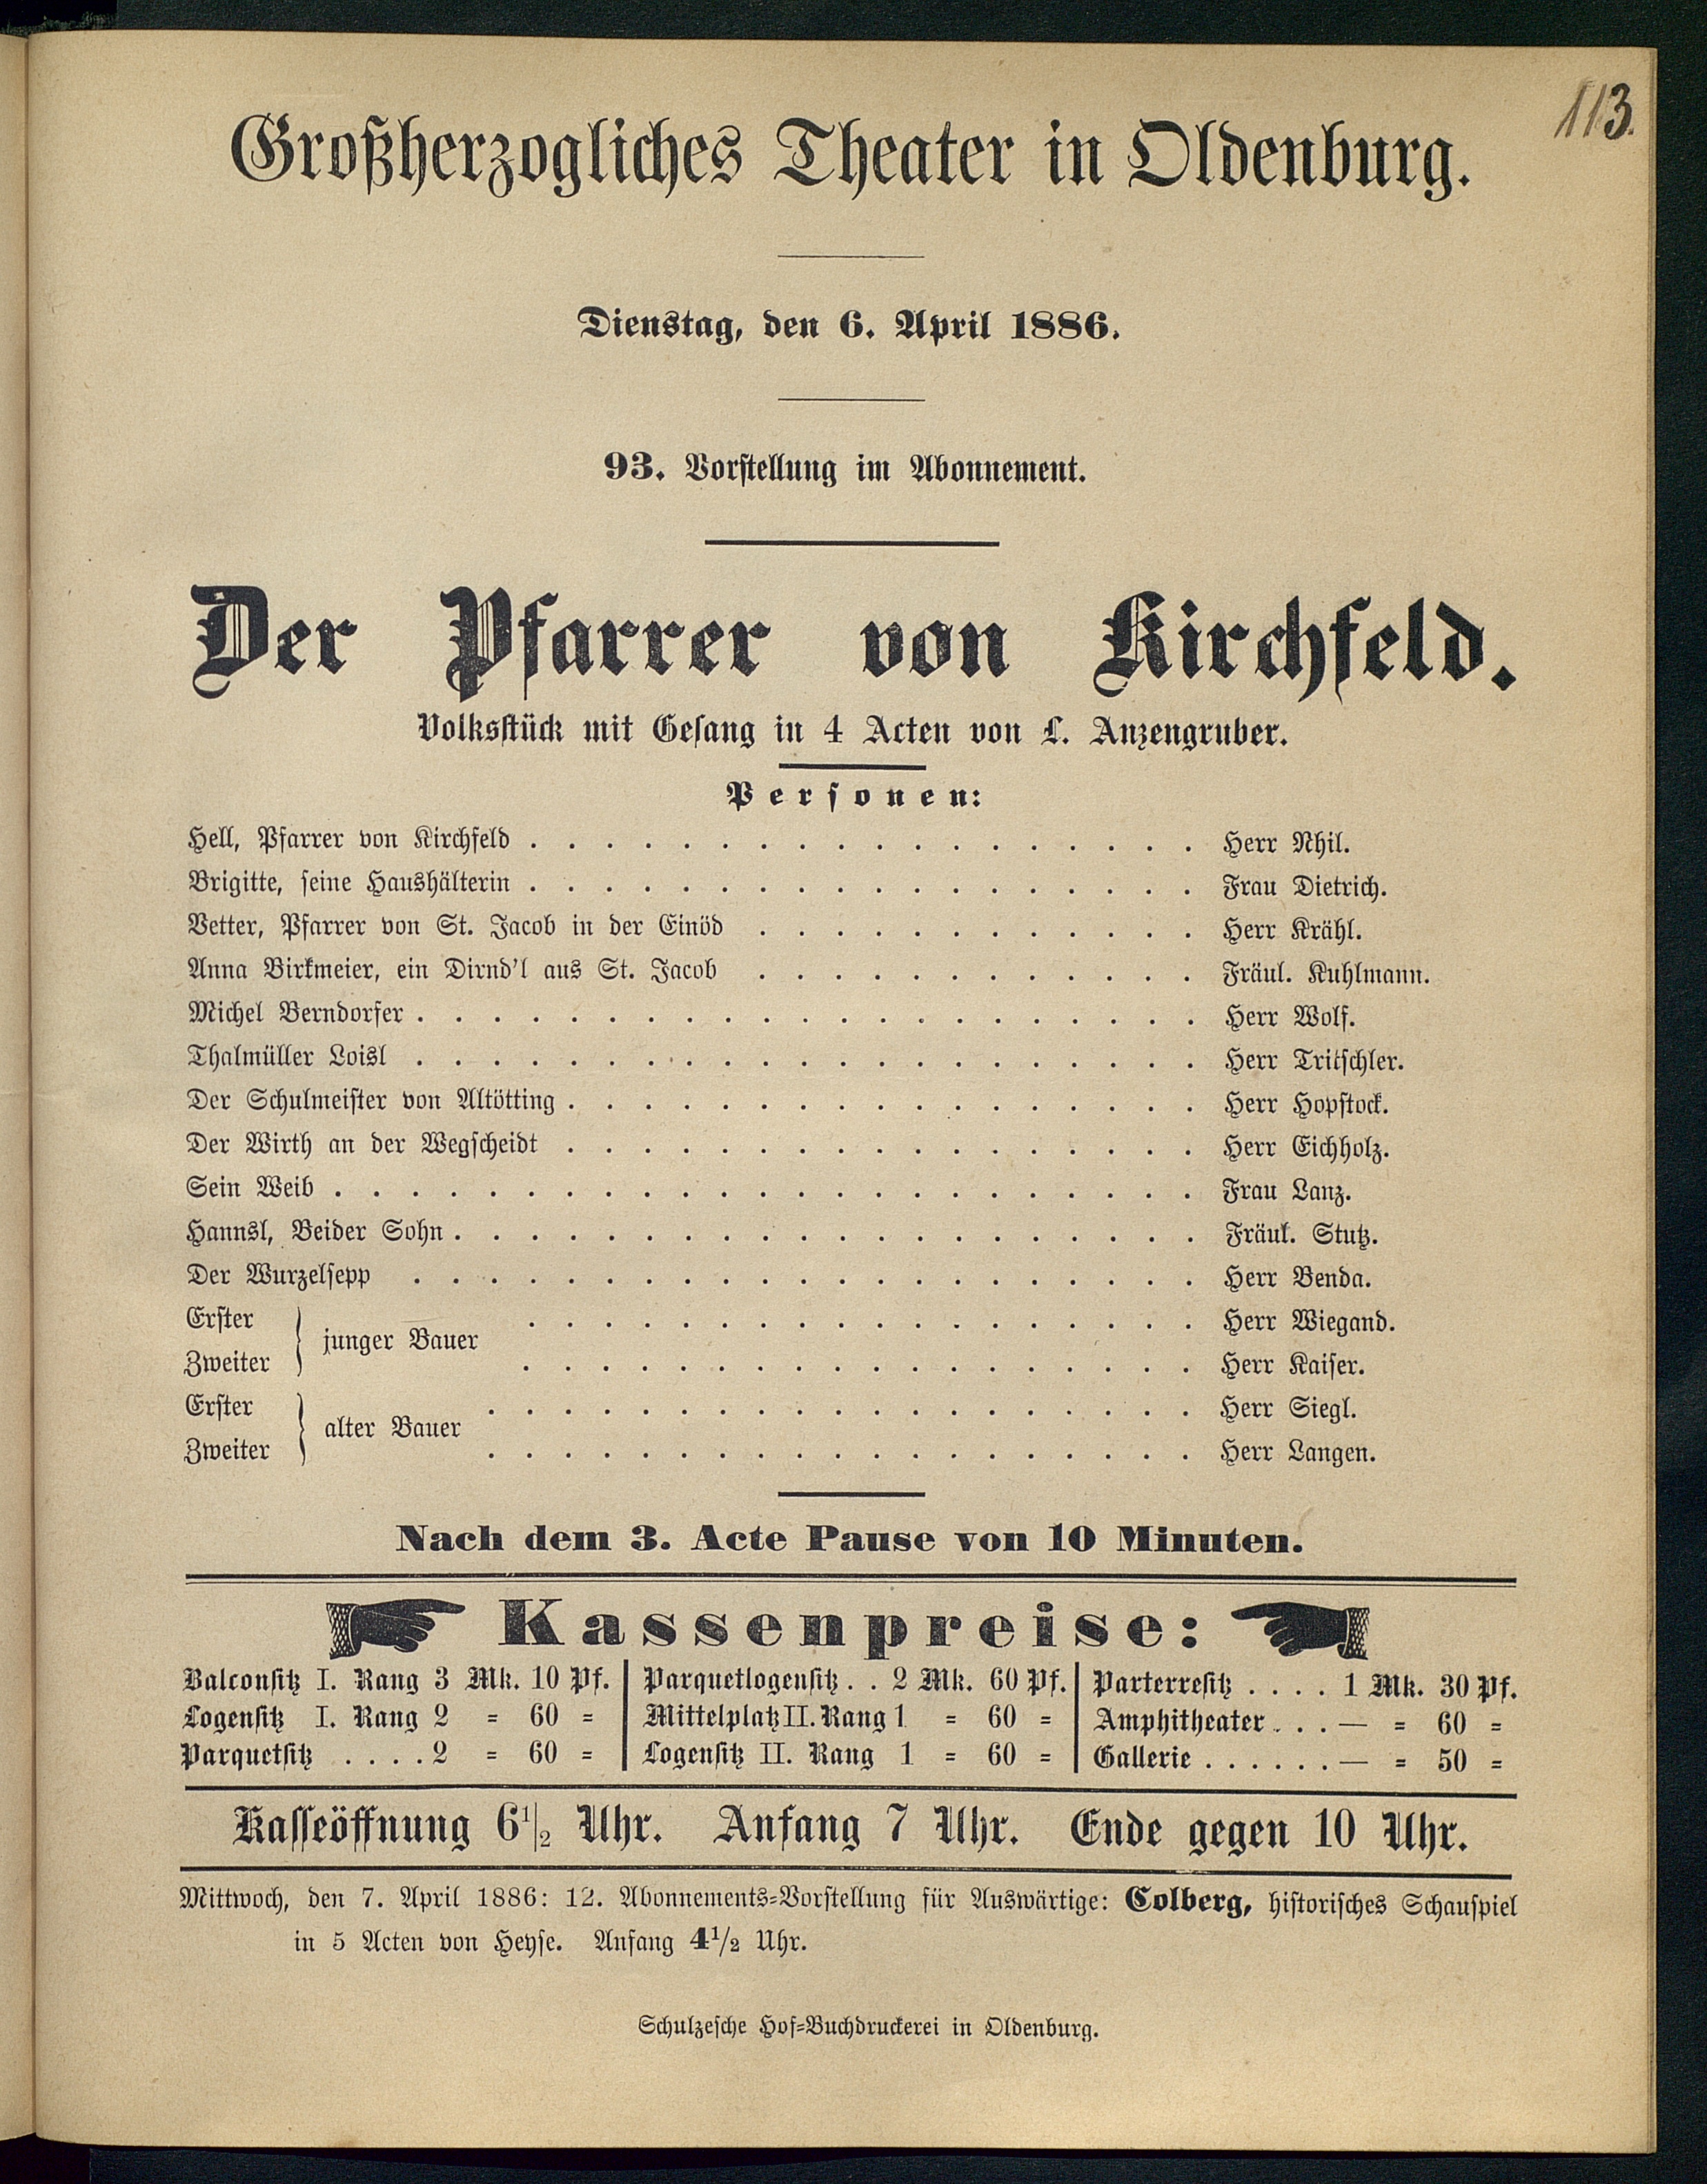 113.
Großherzogliches Theater in Oldenburg.
Dienstag, den 6. April 1886.
93. Vorstellung im Abonnement.
Der Pfarrer von Kirchfeld.
Volksstück mit Gesang in 4 Acten von L. Anzengruber.
Personen:
Hell, Pfarrer von Kirchfeld . . . . . . . . . . . . . . . . . . Herr Nhil.
Brigitte, seine Haushälterin . . . . . . . . . . . . . . . . . . Frau Dietrich.
Vetter, Pfarrer von St. Jacob in der Einöd . . . . . . . . . . . . Herr Krähl.
Anna Birkmeier, ein Dirnd'l aus St. Jacob . . . . . . . . . . . . Fräul. Kuhlmann.
Michel Berndorfer . . . . . . . . . . . . . . . . . . . . . Herr Wolf.
Thalmüller Loisl . . . . . . . . . . . . . . . . . . . . . Herr Tritschler.
Der Schulmeister von Altötting . . . . . . . . . . . . . . . . . Herr Hopstock.
Der Wirth an der Wegscheidt . . . . . . . . . . . . . . . . . Herr Eichholz.
Sein Weib . . . . . . . . . . . . . . . . . . . . . . . Frau Lanz.
Hannsl, Beider Sohn . . . . . . . . . . . . . . . . . . . . Fräul. Stutz.
Der Wurzelsepp . . . . . . . . . . . . . . . . . . . . . Herr Benda.
Erster } junger Bauer . . . . . . . . . . . . . . . . . . Herr Wiegand.
Zweiter } . . . . . . . . . . . . . . . . . . Herr Kaiser.
Erster } alter Bauer . . . . . . . . . . . . . . . . . . . Herr Siegl.
Zweiter } . . . . . . . . . . . . . . . . . . . Herr Langen.
Nach dem 3. Acte Pause von 10 Minuten.
Kassenpreise:
Balconsitz I. Rang 3 Mk. 10 Pf. | Parquetlogensitz . . 2 Mk. 60 Pf. | Parterresitz . . . . 1 Mk. 30 Pf.
Logensitz I. Rang 2 = 60 = | Mittelplatz II. Rang 1 = 60 = | Amphitheater . . . — = 60 =
Parquetsitz . . . . 2 = 60 = | Logensitz II. Rang 1 = 60 = | Gallerie . . . . . . — = 50 =
Kasseöffnung 6½ Uhr. Anfang 7 Uhr. Ende gegen 10 Uhr.
Mittwoch, den 7. April 1886: 12. Abonnements=Vorstellung für Auswärtige: Colberg, historisches Schauspiel
in 5 Acten von Heyse. Anfang 4½ Uhr.
Schulzesche Hof=Buchdruckerei in Oldenburg.